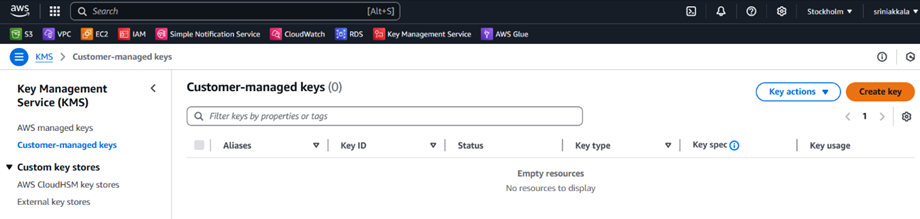 aws Search [Alt+S] Stockholm sriniakkala
S3 VPC EC2 IAM Simple Notification Service CloudWatch RDS Key Management Service AWS Glue
KMS > Customer-managed keys
Key Management Service (KMS)
AWS managed keys
Customer-managed keys
Custom key stores
AWS CloudHSM key stores
External key stores
Customer-managed keys (0)
Key actions
Create key
Filter keys by properties or tags
1
Aliases Key ID Status Key type Key spec Key usage
Empty resources
No resources to display